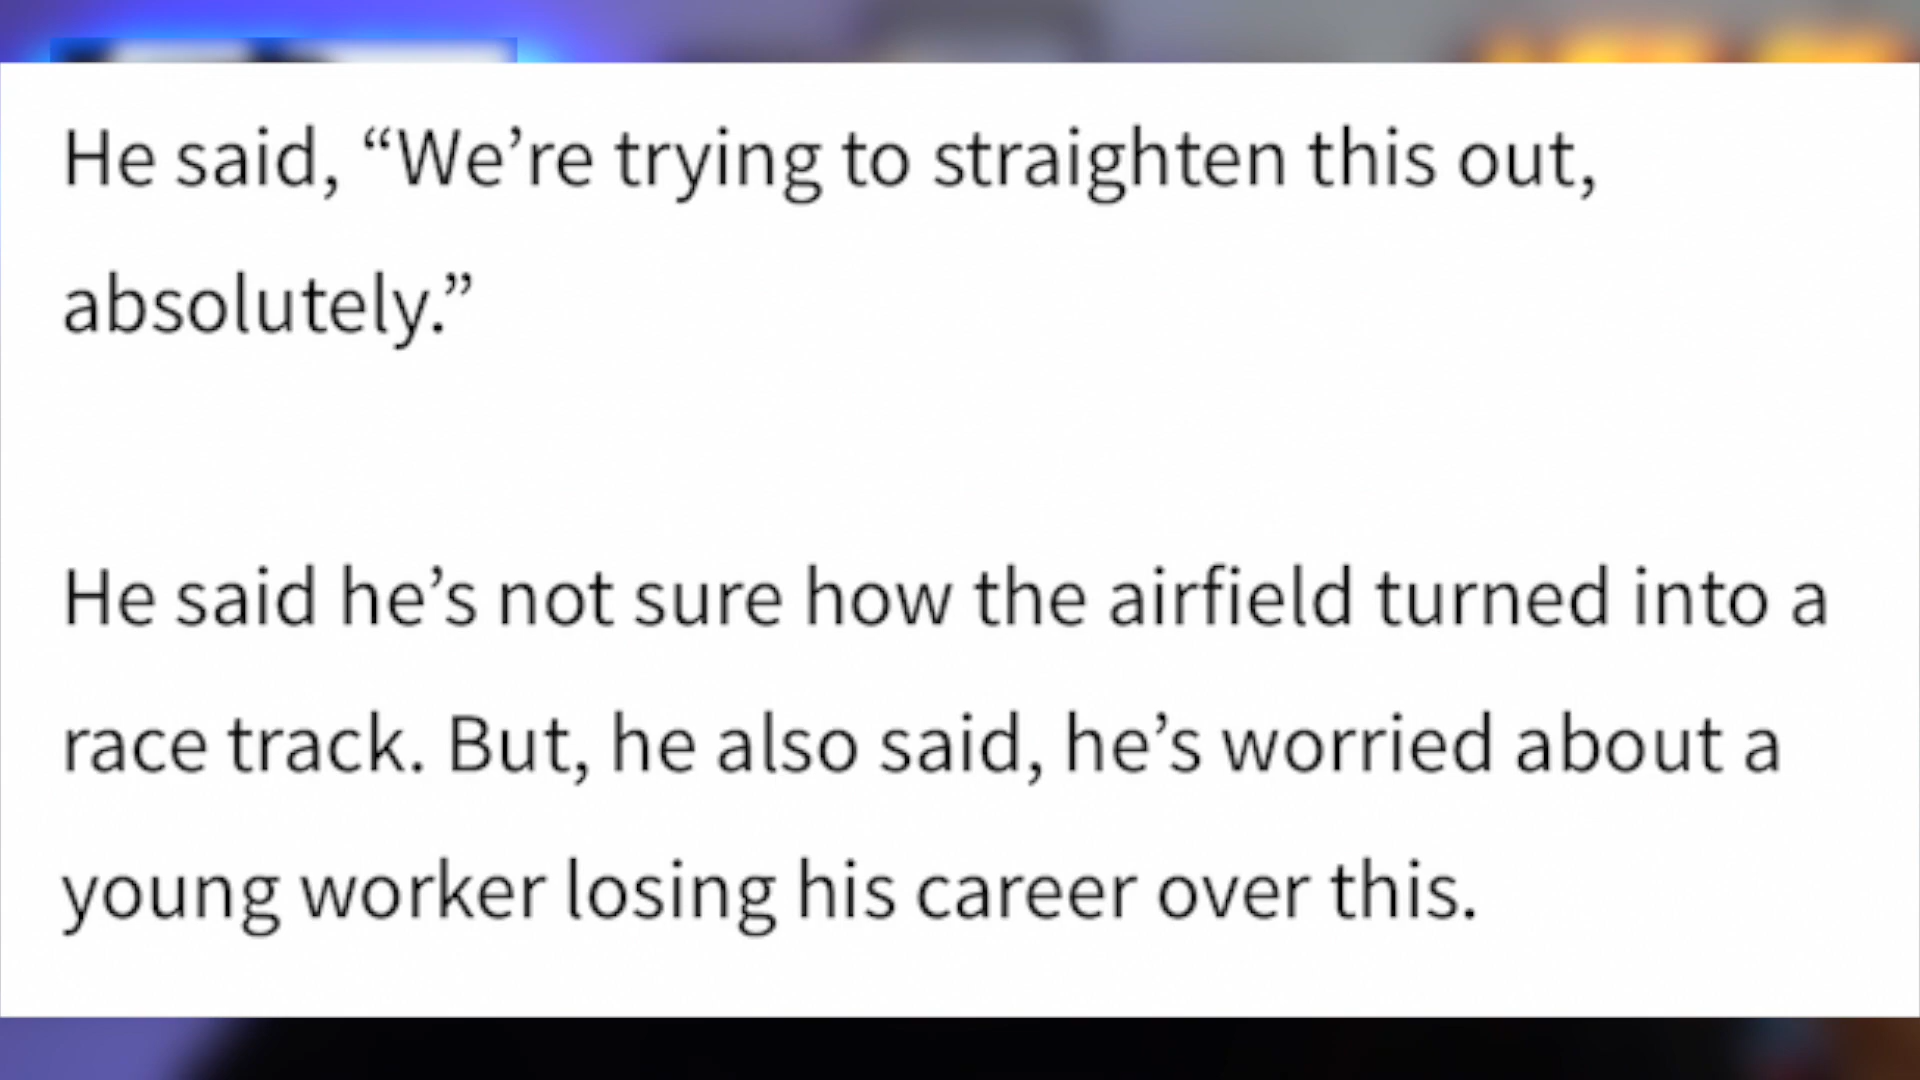 He said, “We’re trying to straighten this out,
absolutely.”
He said he’s not sure how the airfield turned into a
race track. But, he also said, he’s worried about a
young worker losing his career over this.